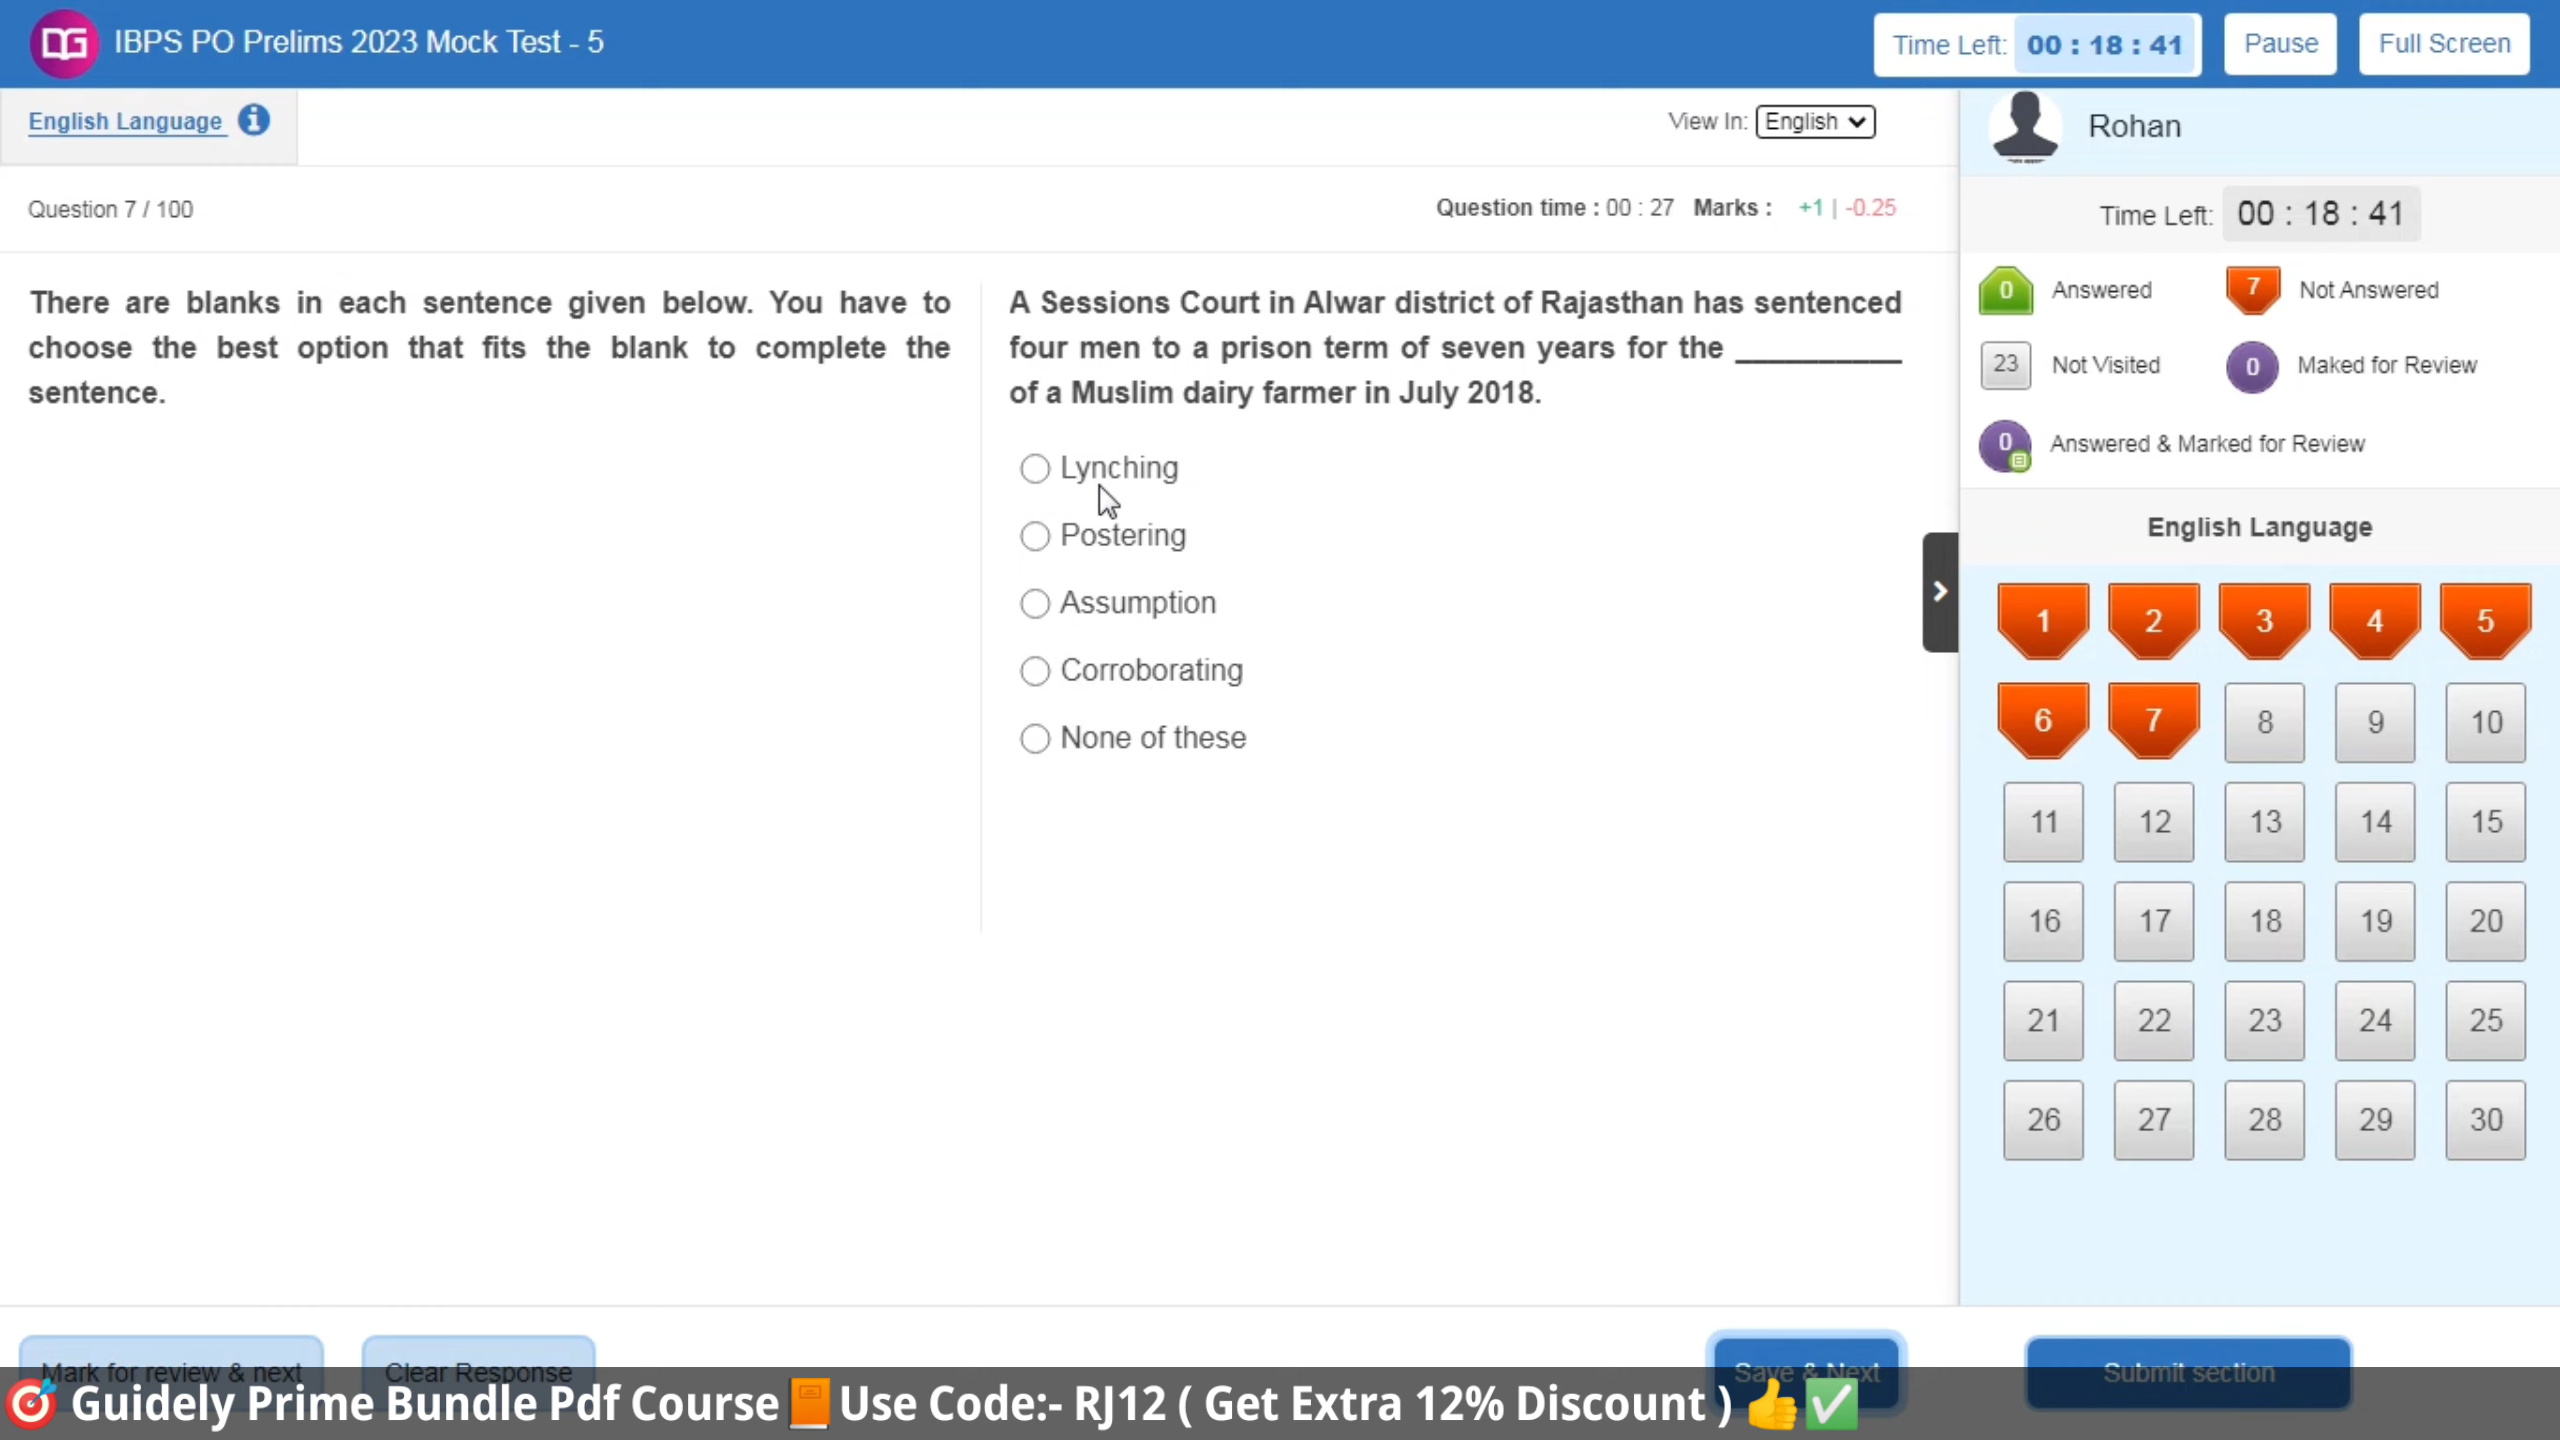 DG IBPS PO Prelims 2023 Mock Test - 5
Time Left: 00 : 18 : 41
Pause
Full Screen
English Language i
View In: English
Rohan
Question 7 / 100
Question time : 00 : 27 Marks : +1 | -0.25
Time Left: 00 : 18 : 41
There are blanks in each sentence given below. You have to
choose the best option that fits the blank to complete the
sentence.
A Sessions Court in Alwar district of Rajasthan has sentenced
four men to a prison term of seven years for the __________
of a Muslim dairy farmer in July 2018.
Lynching
Postering
Assumption
Corroborating
None of these
0 Answered
7 Not Answered
23 Not Visited
0 Maked for Review
0 Answered & Marked for Review
English Language
1 2 3 4 5
6 7 8 9 10
11 12 13 14 15
16 17 18 19 20
21 22 23 24 25
26 27 28 29 30
Mark for review & next
Clear Response
Save & Next
Submit section
Guidely Prime Bundle Pdf Course Use Code:- RJ12 ( Get Extra 12% Discount )